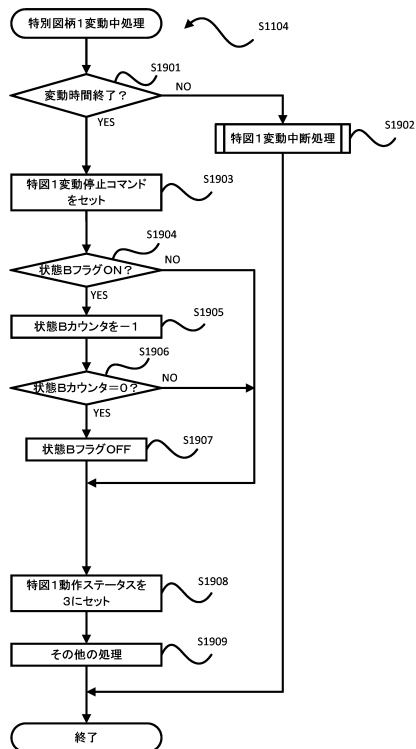 特別図柄1変動中処理
S1104
S1901
変動時間終了？
NO
YES
S1902
特図1変動中断処理
S1903
特図1変動停止コマンド
をセット
S1904
状態BフラグON？
NO
YES
S1905
状態Bカウンタを－1
S1906
状態Bカウンタ＝0？
NO
YES
S1907
状態BフラグOFF
S1908
特図1動作ステータスを
3にセット
S1909
その他の処理
終了